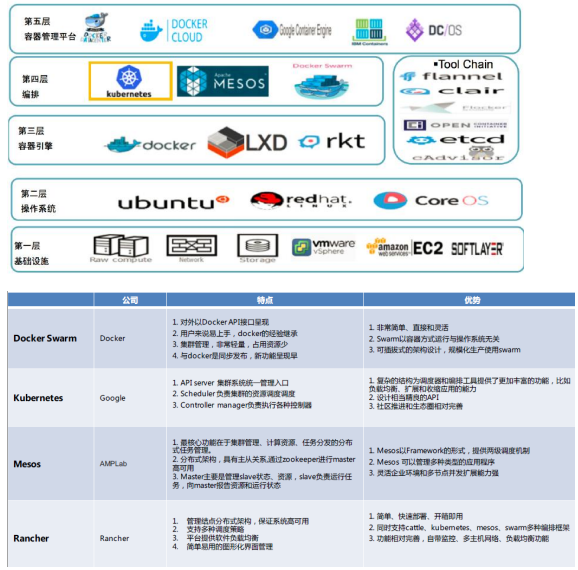 第五层
容器管理平台
DOCKER
CLOUD
Google Container Engine
IBM Containers
DC/OS
第四层
编排
kubernetes
Apache
MESOS
Docker Swarm
▪Tool Chain
flannel
clair
Flocker
OPEN CONTAINER
INITIATIVE
etcd
cAdvisor
第三层
容器引擎
docker
LXD
rkt
第二层
操作系统
ubuntu
redhat.
LINUX
CoreOS
第一层
基础设施
Raw compute
Network
Storage
vmware
vSphere
amazon
web services
EC2
SOFTLAYER
公司
特点
优势
Docker Swarm
Docker
1. 对外以Docker API接口呈现
2. 用户来说易上手，docker的经验继承
3. 集群管理，非常轻量，占用资源少
4. 与docker是同步发布，新功能呈现早
1. 非常简单、直接和灵活
2. Swarm以容器方式运行与操作系统无关
3. 可插拔式的架构设计，规模化生产使用swarm
Kubernetes
Google
1. API server 集群系统统一管理入口
2. Scheduler 负责集群的资源调度调度
3. Controller manager负责执行各种控制器
1. 复杂的结构为调度器和编排工具提供了更加丰富的功能，比如
负载均衡、扩展和收缩应用的能力
2. 设计相当精良的API
3. 社区推进和生态圈相对完善
Mesos
AMPLab
1. 最核心功能在于集群管理、计算资源、任务分发的分布
式任务管理。
2. 分布式架构，具有主从关系,通过zookeeper进行master
高可用
3. Master主要是管理slave状态、资源，slave负责运行任
务，向master报告资源和运行状态
1. Mesos以Framework的形式，提供两级调度机制
2. Mesos 可以管理多种类型的应用程序
3. 灵活企业环境和多节点并发扩展能力强
Rancher
Rancher
1. 管理结点分布式架构，保证系统高可用
2. 支持多种调度策略
3. 平台提供软件负载均衡
4. 简单易用的图形化界面管理
1. 简单、快速部署、开箱即用
2. 同时支持cattle、kubernetes、mesos、swarm多种编排框架
3. 功能相对完善，自带监控、多主机网络、负载均衡功能